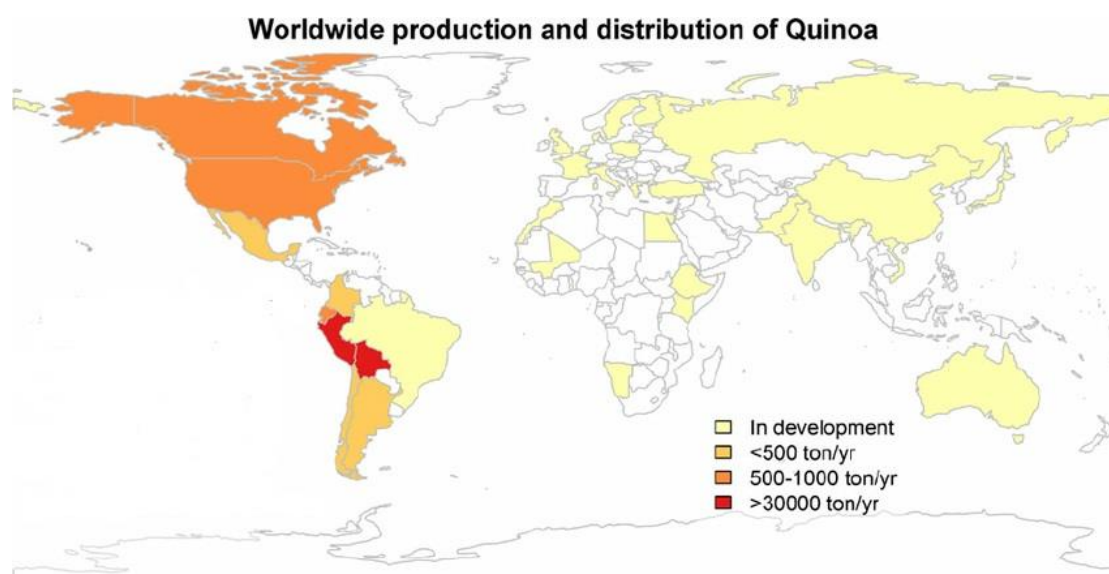 Worldwide production and distribution of Quinoa
In development
<500 ton/yr
500-1000 ton/yr
>30000 ton/yr